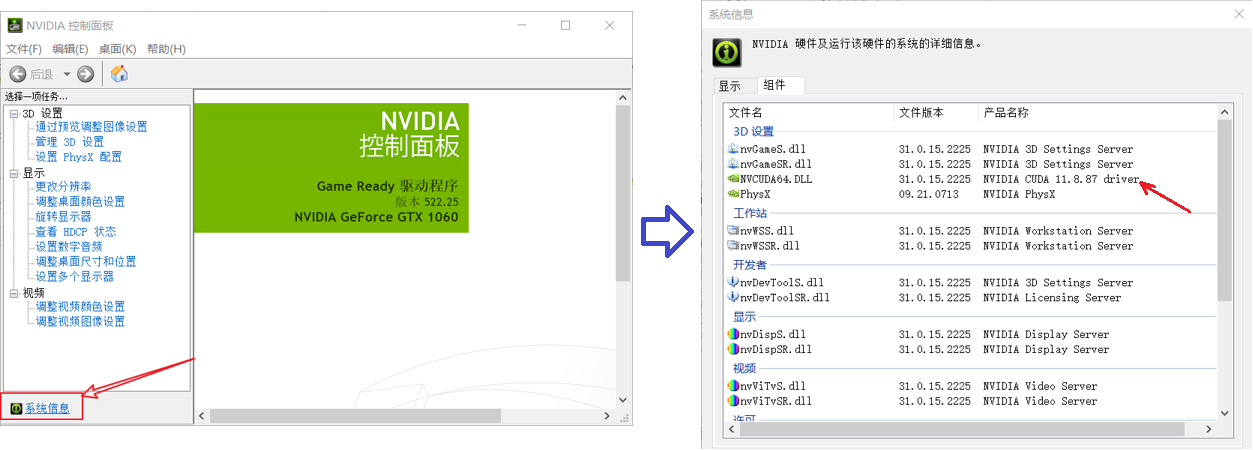 NVIDIA 控制面板
文件(F) 编辑(E) 桌面(K) 帮助(H)
后退
选择一项任务...
3D 设置
通过预览调整图像设置
管理 3D 设置
设置 PhysX 配置
显示
更改分辨率
调整桌面颜色设置
旋转显示器
查看 HDCP 状态
设置数字音频
调整桌面尺寸和位置
设置多个显示器
视频
调整视频颜色设置
调整视频图像设置
系统信息
NVIDIA
控制面板
Game Ready 驱动程序
版本 522.25
NVIDIA GeForce GTX 1060
系统信息
NVIDIA 硬件及运行该硬件的系统的详细信息。
显示 组件
文件名 文件版本 产品名称
3D 设置
nvGameS.dll 31.0.15.2225 NVIDIA 3D Settings Server
nvGameSR.dll 31.0.15.2225 NVIDIA 3D Settings Server
NVCUDA64.DLL 31.0.15.2225 NVIDIA CUDA 11.8.87 driver
PhysX 09.21.0713 NVIDIA PhysX
工作站
nvWSS.dll 31.0.15.2225 NVIDIA Workstation Server
nvWSSR.dll 31.0.15.2225 NVIDIA Workstation Server
开发者
nvDevToolS.dll 31.0.15.2225 NVIDIA 3D Settings Server
nvDevToolSR.dll 31.0.15.2225 NVIDIA Licensing Server
显示
nvDispS.dll 31.0.15.2225 NVIDIA Display Server
nvDispSR.dll 31.0.15.2225 NVIDIA Display Server
视频
nvViTvS.dll 31.0.15.2225 NVIDIA Video Server
nvViTvSR.dll 31.0.15.2225 NVIDIA Video Server
许可